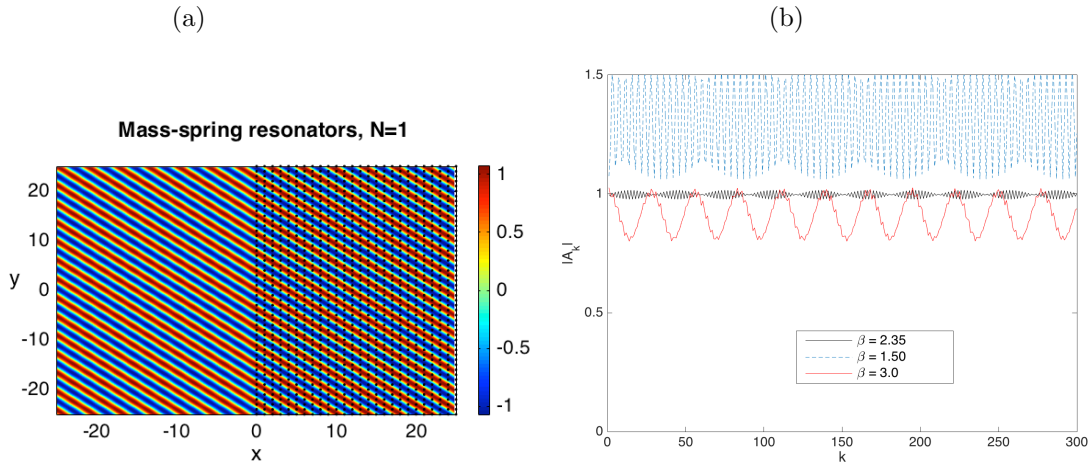 (a)
Mass-spring resonators, N=1
20
10
0
-10
-20
y
-20
-10
0
10
20
x
1
0.5
0
-0.5
-1
(b)
1.5
1
0.5
0
|A_k|
0
50
100
150
200
250
300
k
β = 2.35
β = 1.50
β = 3.0